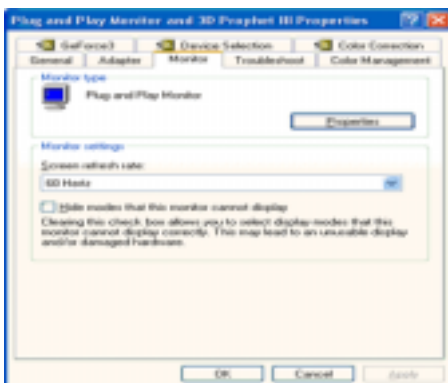 Plug and Play Monitor and 3D Prophet III Properties
GeForce3 Device Selection Color Correction
General Adapter Monitor Troubleshoot Color Management
Monitor type
Plug and Play Monitor
Properties
Monitor settings
Screen refresh rate:
60 Hertz
Hide modes that this monitor cannot display
Clearing this check box allows you to select display modes that this
monitor cannot display correctly. This may lead to an unusable display
and/or damaged hardware.
OK Cancel Apply